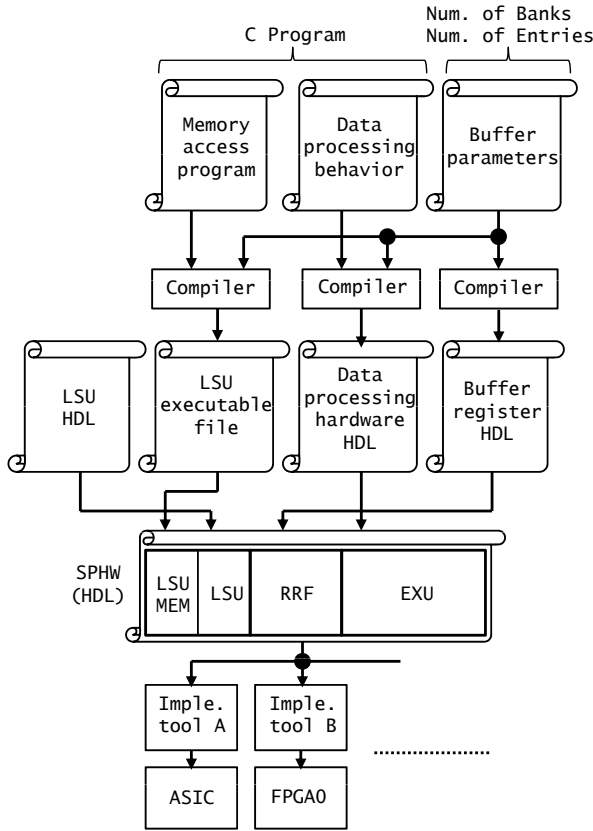 Num. of Banks
C Program
Num. of Entries
Memory
access
program
Data
processing
behavior
Buffer
parameters
Compiler
Compiler
Compiler
LSU
HDL
LSU
executable
file
Data
processing
hardware
HDL
Buffer
register
HDL
SPHW
(HDL)
LSU
MEM
LSU
RRF
EXU
Imple.
tool A
Imple.
tool B
ASIC
FPGA0